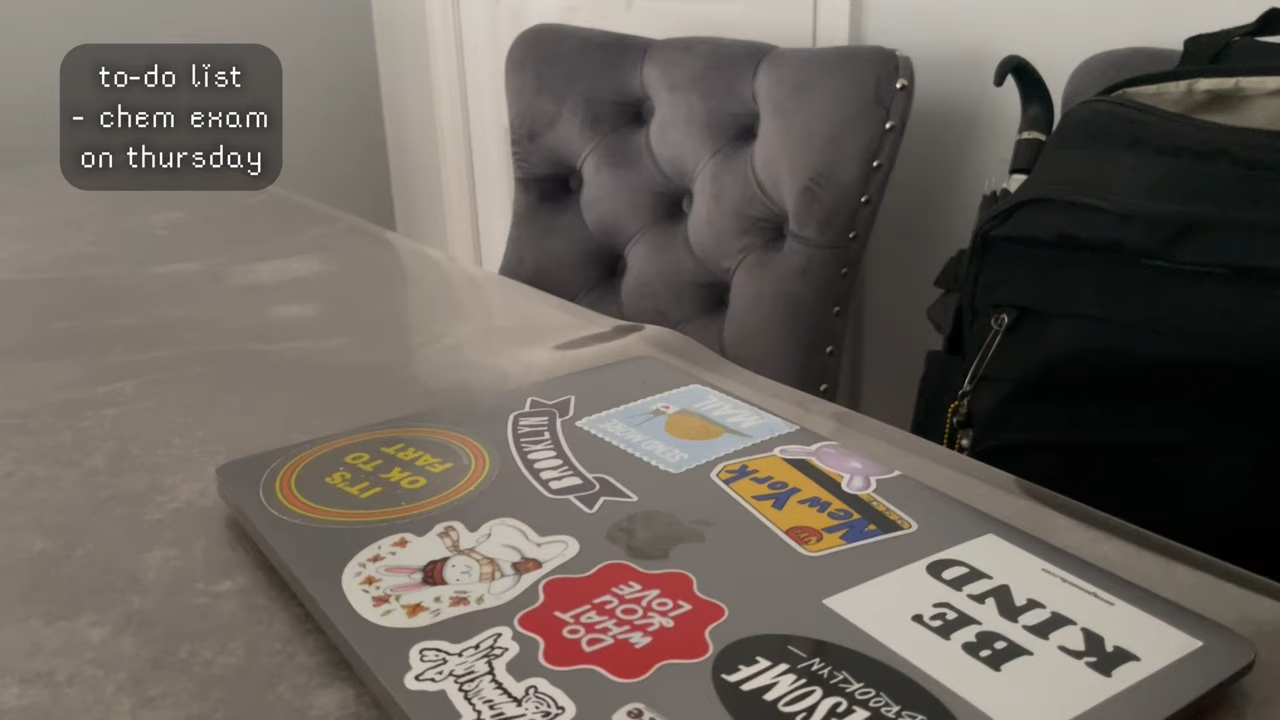 to-do list
- chem exam
on thursday
IT'S
OK TO
FART
BROOKLYN
SEND MORE
MAIL
New York
DO
WHAT
YOU
LOVE
BE
KIND
BROOKLYN